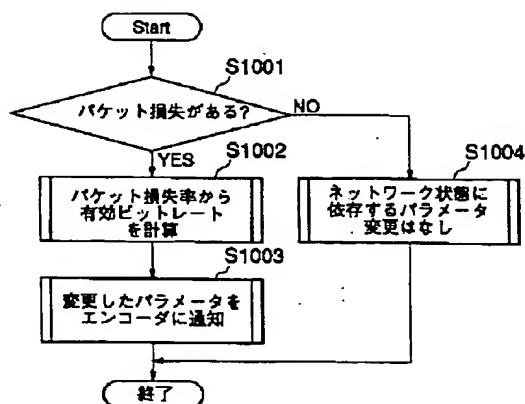 Start
S1001
パケット損失がある?
NO
YES
S1002
パケット損失率から
有効ビットレート
を計算
S1004
ネットワーク状態に
依存するパラメータ
変更はなし
S1003
変更したパラメータを
エンコーダに通知
終了